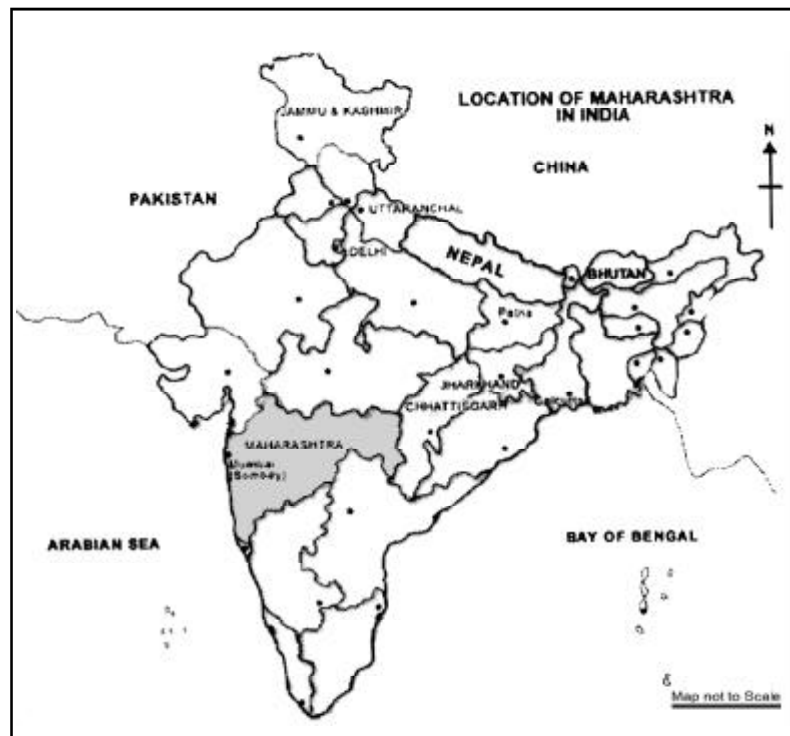 LOCATION OF MAHARASHTRA
IN INDIA
JAMMU & KASHMIR
N
CHINA
PAKISTAN
UTTARANCHAL
DELHI
NEPAL
BHUTAN
Patna
JHARKHAND
CHHATTISGARH
Calcutta
MAHARASHTRA
Mumbai
(Bombay)
ARABIAN SEA
BAY OF BENGAL
Map not to Scale